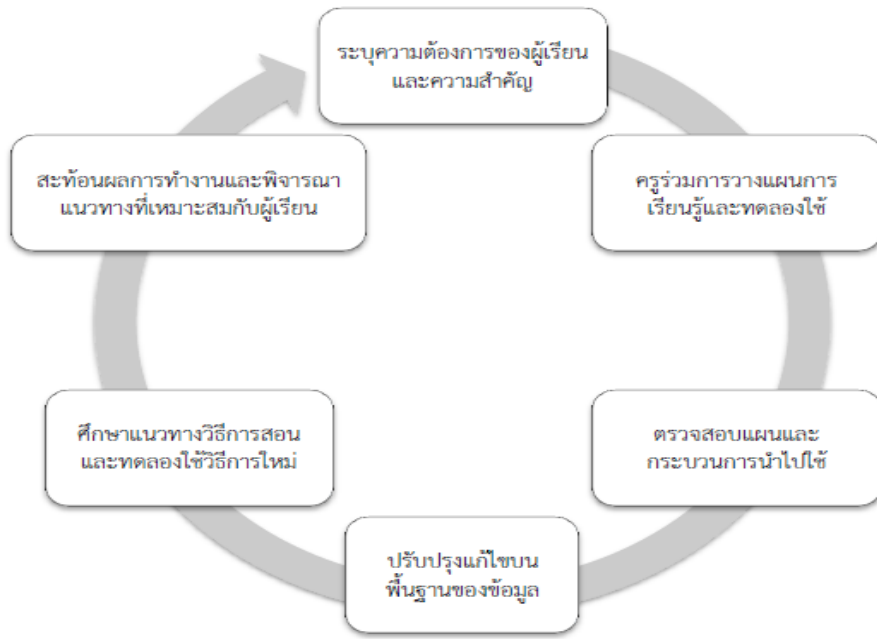 ระบุความต้องการของผู้เรียน
และความสำคัญ
ครูร่วมการวางแผนการ
เรียนรู้และทดลองใช้
ตรวจสอบแผนและ
กระบวนการนำไปใช้
ปรับปรุงแก้ไขบน
พื้นฐานของข้อมูล
ศึกษาแนวทางวิธีการสอน
และทดลองใช้วิธีการใหม่
สะท้อนผลการทำงานและพิจารณา
แนวทางที่เหมาะสมกับผู้เรียน